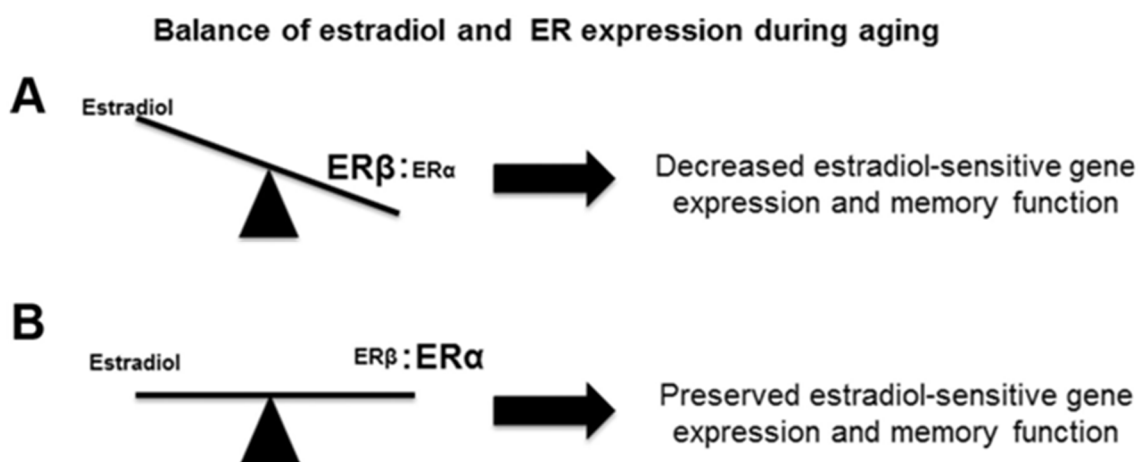 Balance of estradiol and ER expression during aging
A
Estradiol
ERβ:ERα
Decreased estradiol-sensitive gene
expression and memory function
B
Estradiol
ERβ:ERα
Preserved estradiol-sensitive gene
expression and memory function